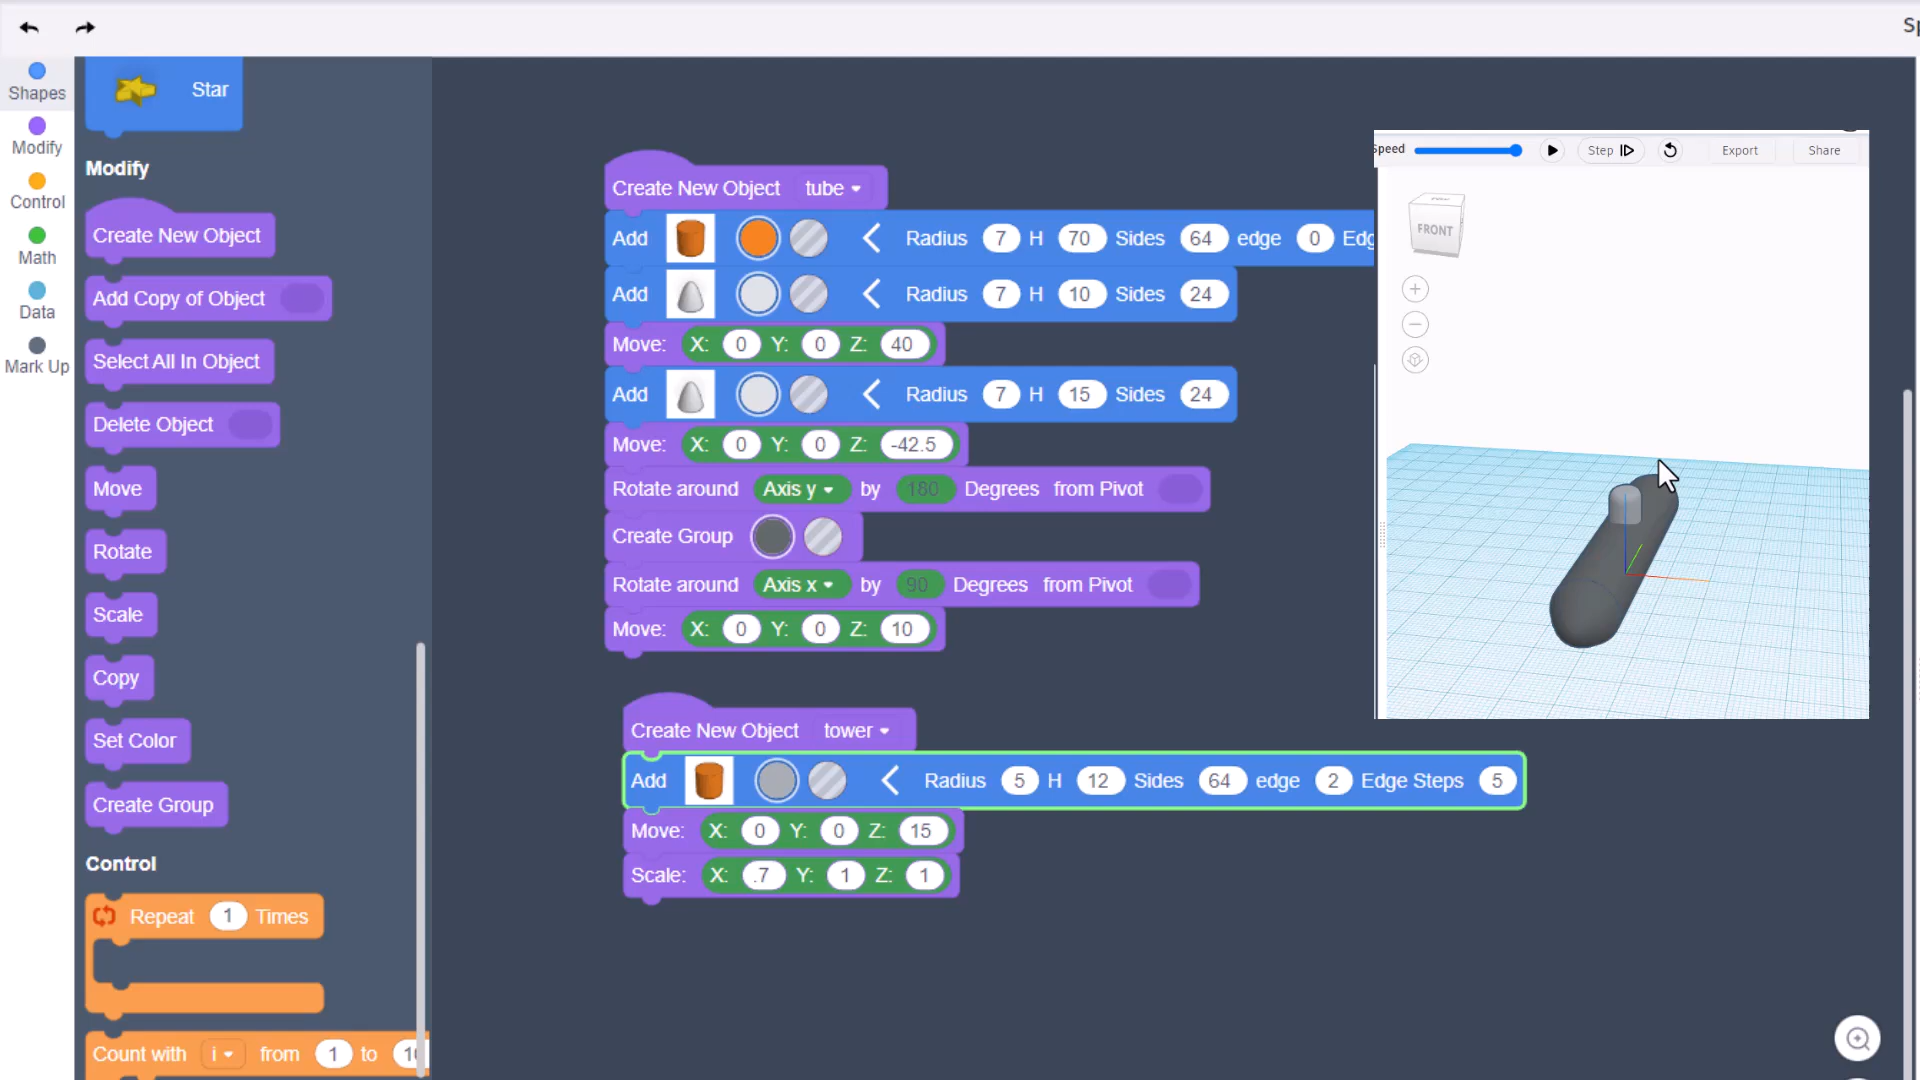 Sp
Shapes
Modify
Control
Math
Data
Mark Up
Star
Modify
Create New Object
Add Copy of Object
Select All In Object
Delete Object
Move
Rotate
Scale
Copy
Set Color
Create Group
Control
Repeat 1 Times
Count with i from 1 to 10
Create New Object tube
Add Radius 7 H 70 Sides 64 edge 0 Edg
Add Radius 7 H 10 Sides 24
Move: X: 0 Y: 0 Z: 40
Add Radius 7 H 15 Sides 24
Move: X: 0 Y: 0 Z: -42.5
Rotate around Axis y by 180 Degrees from Pivot
Create Group
Rotate around Axis x by 90 Degrees from Pivot
Move: X: 0 Y: 0 Z: 10
Create New Object tower
Add Radius 5 H 12 Sides 64 edge 2 Edge Steps 5
Move: X: 0 Y: 0 Z: 15
Scale: X: .7 Y: 1 Z: 1
Speed Step Export Share
FRONT